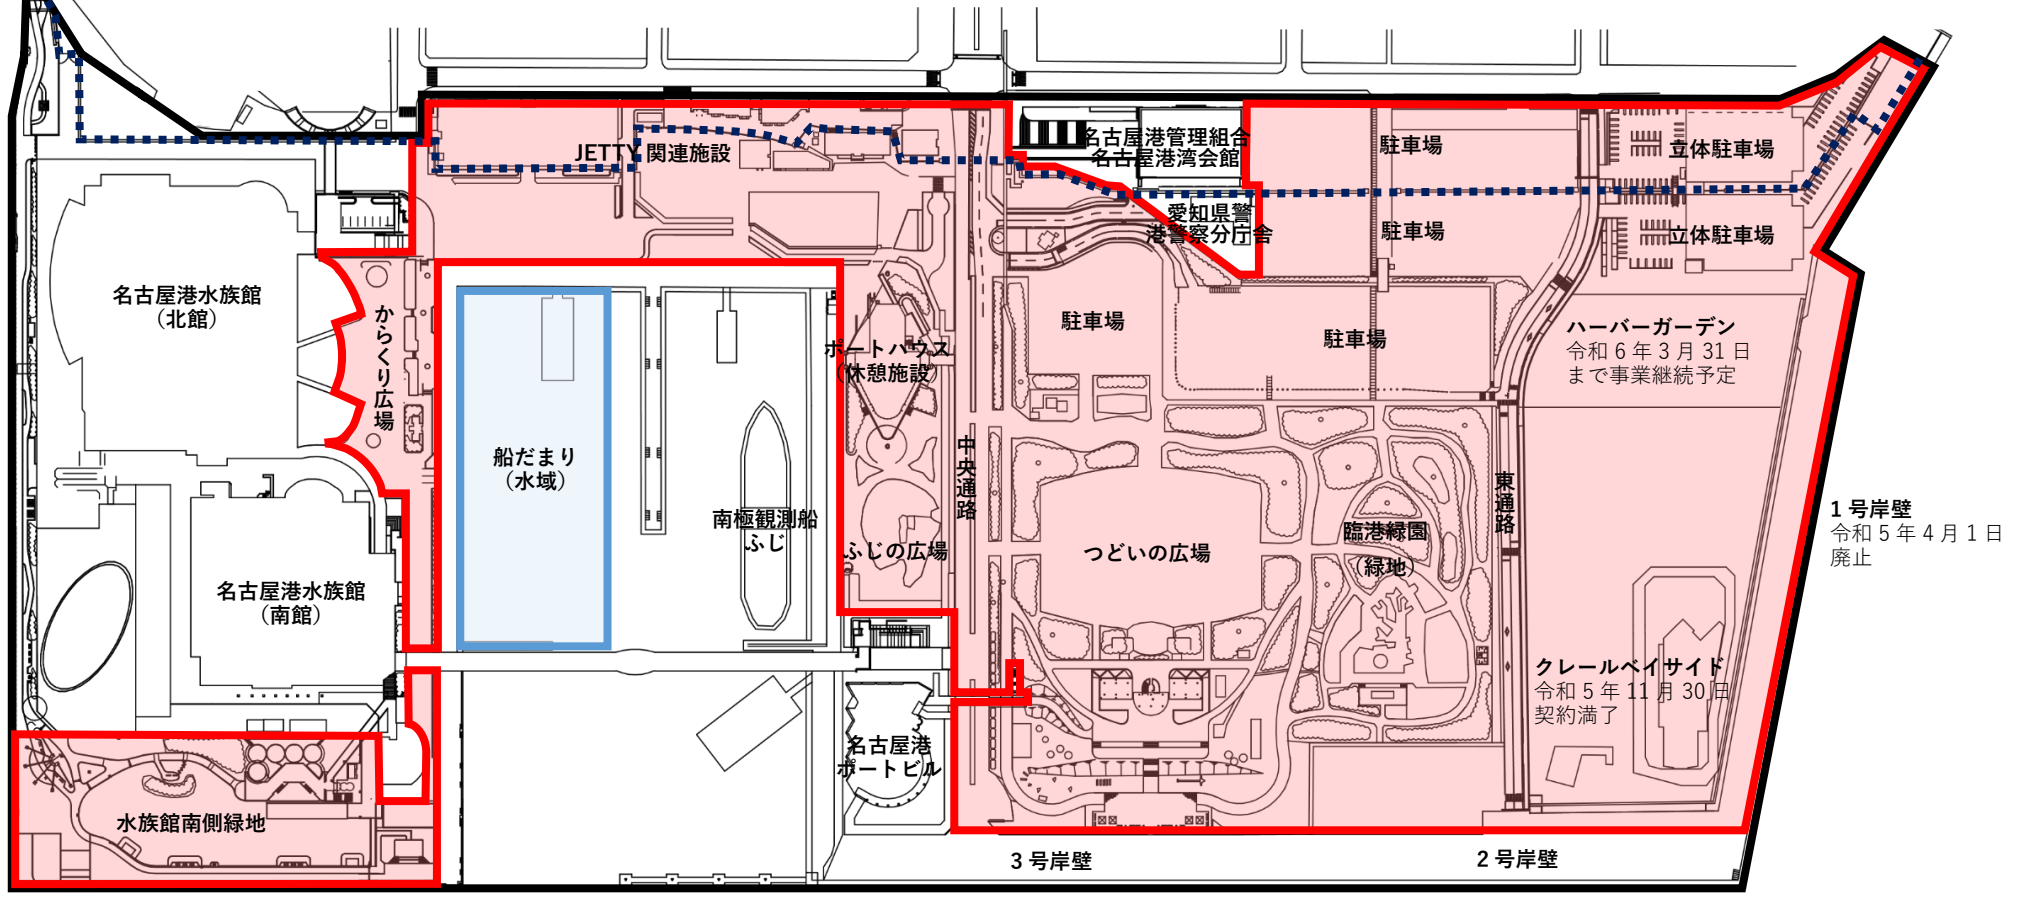 名古屋港管理組合
名古屋港湾会館
JETTY 関連施設
駐車場
立体駐車場
愛知県警
港警察分庁舎
駐車場
立体駐車場
名古屋港水族館
（北館）
からくり広場
駐車場
駐車場
ハーバーガーデン
令和 6 年 3 月 31 日
まで事業継続予定
ポートハウス
（休憩施設）
船だまり
（水域）
中央通路
東通路
南極観測船
ふじ
ふじの広場
つどいの広場
臨港緑園
（緑地）
1 号岸壁
令和 5 年 4 月 1 日
廃止
名古屋港水族館
（南館）
クレールベイサイド
令和 5 年 11 月 30 日
契約満了
名古屋港
ポートビル
水族館南側緑地
3 号岸壁
2 号岸壁